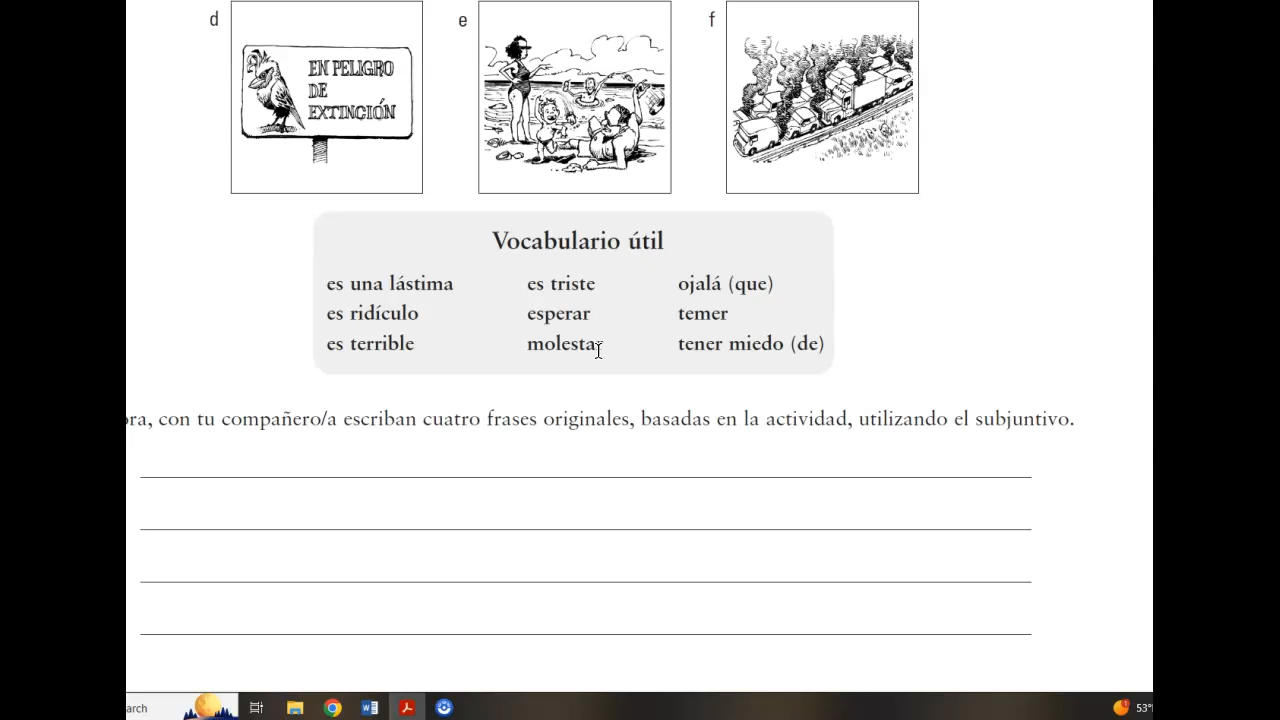 d
e
f
EN PELIGRO
DE
EXTINCIÓN
Vocabulario útil
es una lástima es triste ojalá (que)
es ridículo esperar temer
es terrible molesta tener miedo (de)
ora, con tu compañero/a escriban cuatro frases originales, basadas en la actividad, utilizando el subjuntivo.
arch
53°